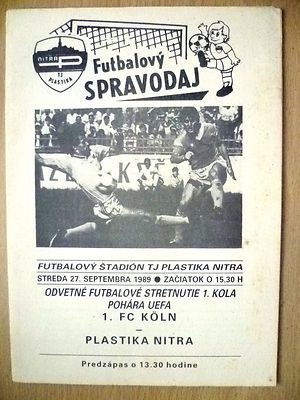 NITRA
TJ
PLASTIKA
Futbalový
SPRAVODAJ
FUTBALOVÝ ŠTADIÓN TJ PLASTIKA NITRA
STREDA 27. SEPTEMBRA 1989 ● ZAČIATOK O 15.30 H
ODVETNÉ FUTBALOVÉ STRETNUTIE 1. KOLA
POHÁRA UEFA
1. FC KÖLN
—
PLASTIKA NITRA
Predzápas o 13.30 hodine